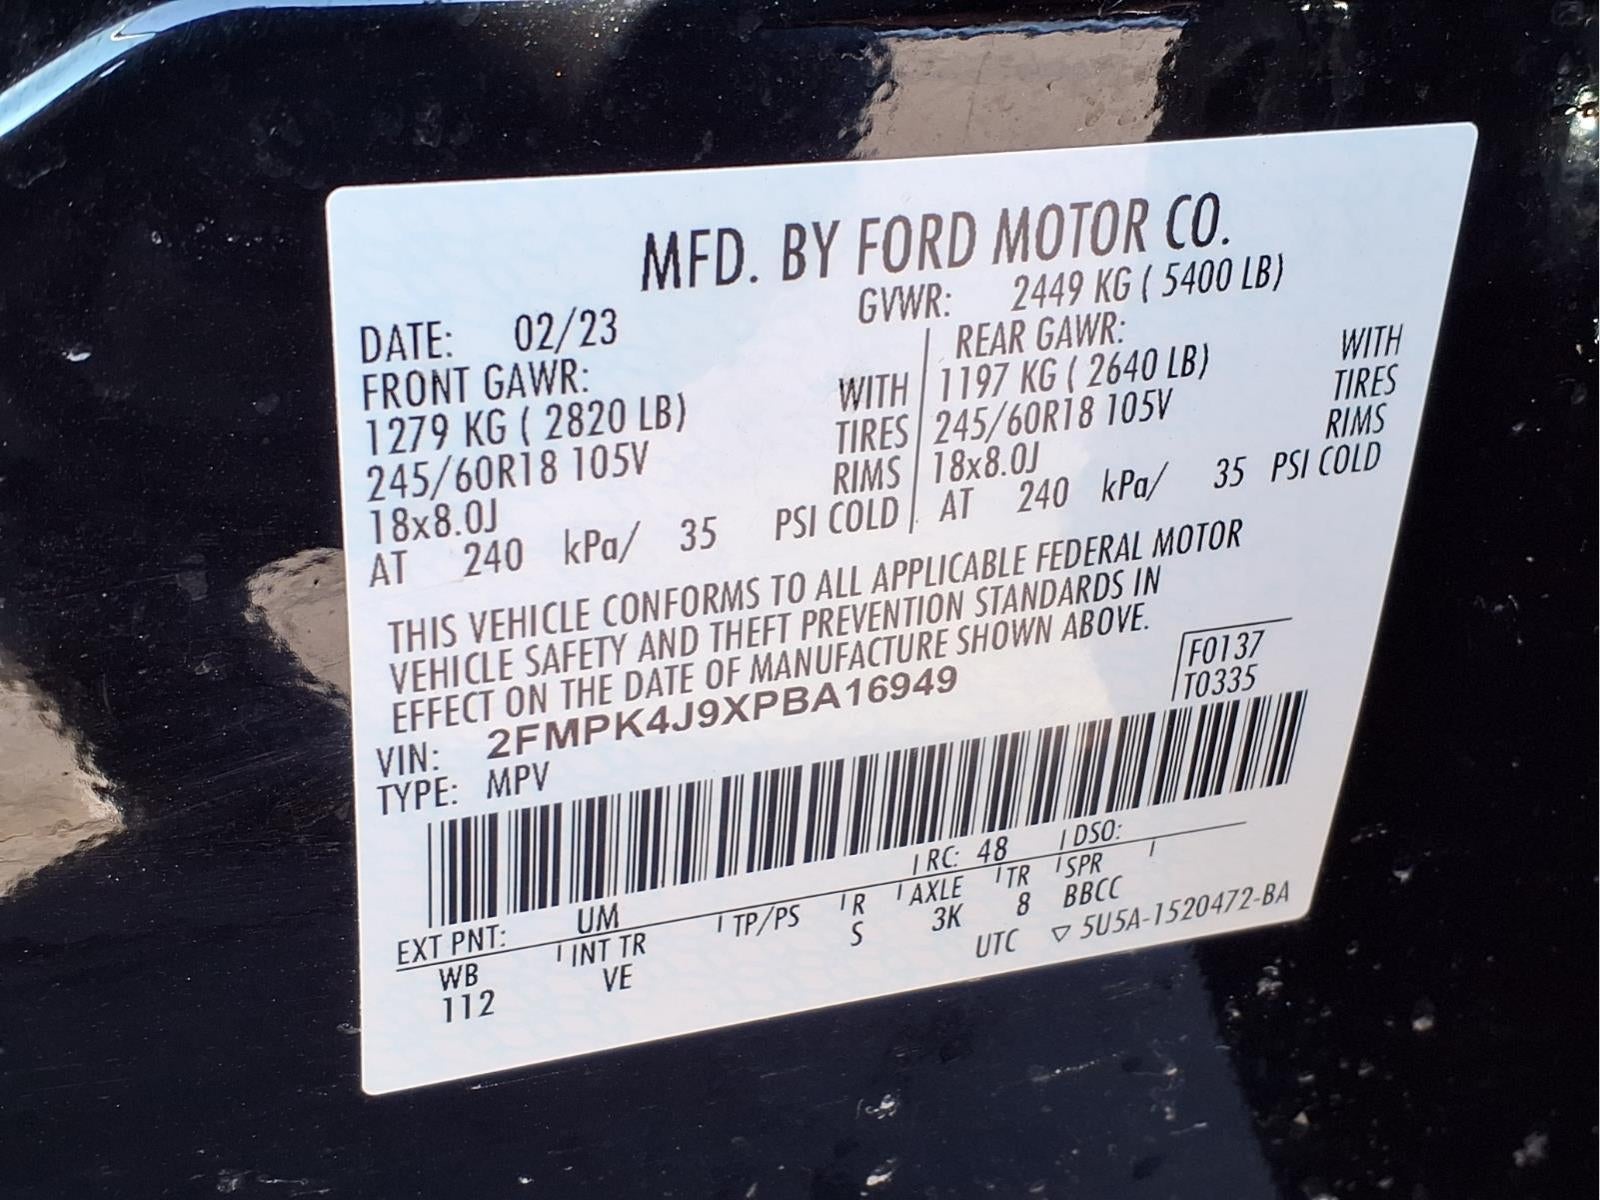 MFD. BY FORD MOTOR CO.
DATE: 02/23 GVWR: 2449 KG ( 5400 LB)
FRONT GAWR: REAR GAWR:
1279 KG ( 2820 LB) WITH 1197 KG ( 2640 LB) WITH
245/60R18 105V TIRES 245/60R18 105V TIRES
18x8.0J RIMS 18x8.0J RIMS
AT 240 kPa/ 35 PSI COLD AT 240 kPa/ 35 PSI COLD
THIS VEHICLE CONFORMS TO ALL APPLICABLE FEDERAL MOTOR
VEHICLE SAFETY AND THEFT PREVENTION STANDARDS IN
EFFECT ON THE DATE OF MANUFACTURE SHOWN ABOVE.
VIN: 2FMPK4J9XPBA16949 F0137
TYPE: MPV T0335
EXT PNT: UM RC: 48 DSO:
WB INT TR TP/PS R AXLE TR SPR
112 VE S 3K 8 BBCC
UTC ▽ 5U5A-1520472-BA